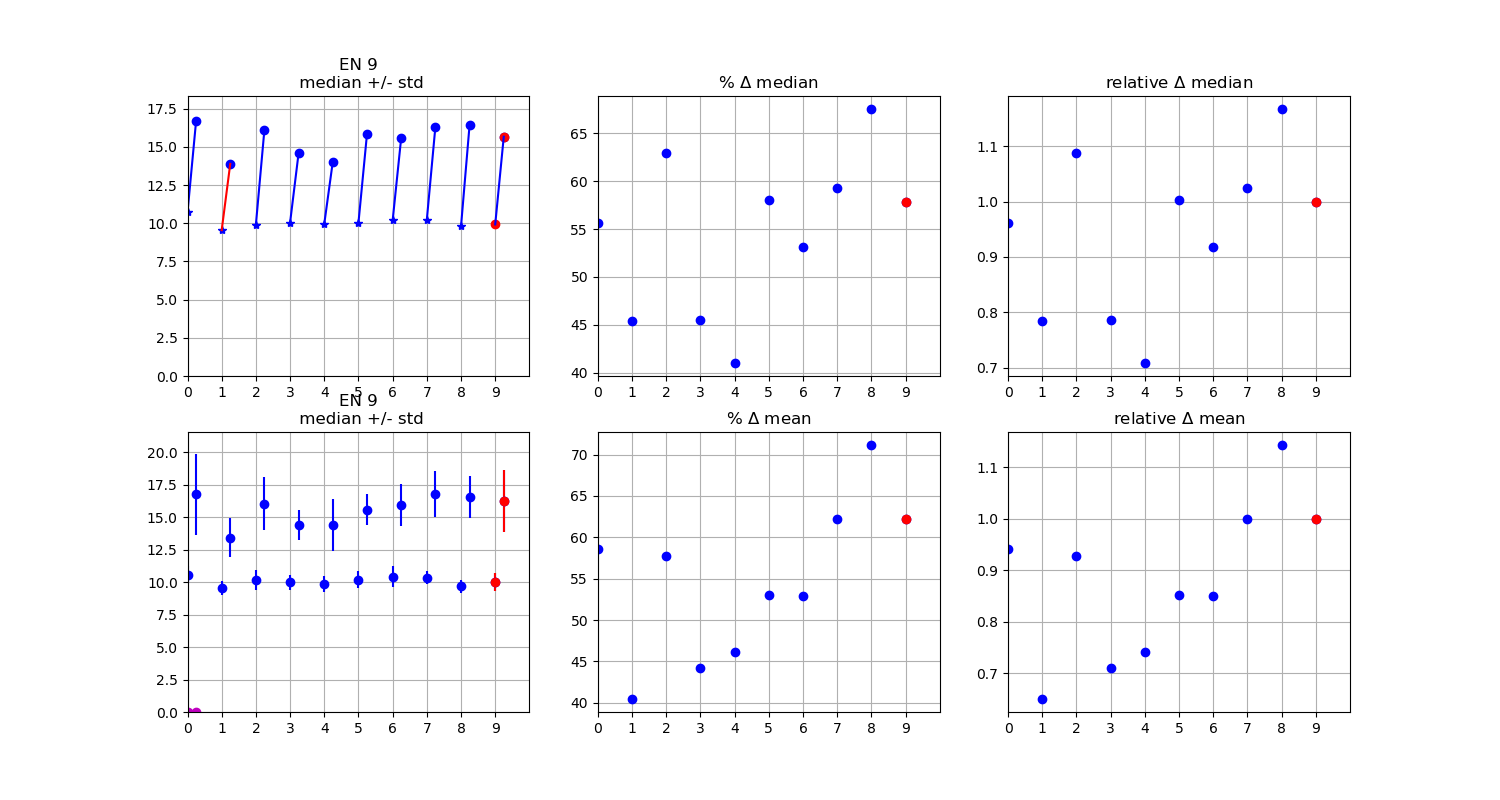 EN 9
median +/- std
17.5
15.0
12.5
10.0
7.5
5.0
2.5
0.0
0 1 2 3 4 5 6 7 8 9
% Δ median
65
60
55
50
45
40
0 1 2 3 4 5 6 7 8 9
relative Δ median
1.1
1.0
0.9
0.8
0.7
0 1 2 3 4 5 6 7 8 9
EN 9
median +/- std
20.0
17.5
15.0
12.5
10.0
7.5
5.0
2.5
0.0
0 1 2 3 4 5 6 7 8 9
% Δ mean
70
65
60
55
50
45
40
0 1 2 3 4 5 6 7 8 9
relative Δ mean
1.1
1.0
0.9
0.8
0.7
0 1 2 3 4 5 6 7 8 9